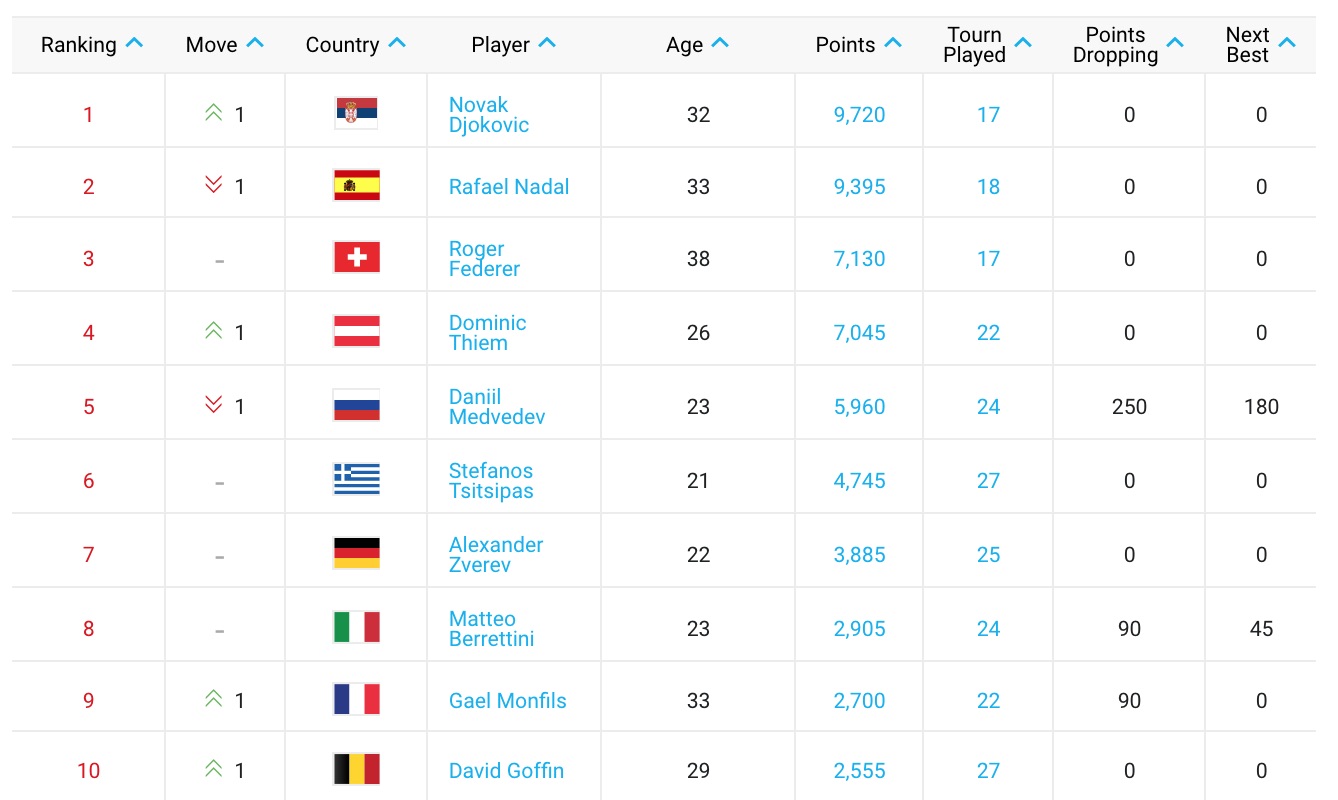 Ranking Move Country Player Age Points Tourn Played Points Dropping Next Best
1 1 Novak Djokovic 32 9,720 17 0 0
2 1 Rafael Nadal 33 9,395 18 0 0
3 - Roger Federer 38 7,130 17 0 0
4 1 Dominic Thiem 26 7,045 22 0 0
5 1 Daniil Medvedev 23 5,960 24 250 180
6 - Stefanos Tsitsipas 21 4,745 27 0 0
7 - Alexander Zverev 22 3,885 25 0 0
8 - Matteo Berrettini 23 2,905 24 90 45
9 1 Gael Monfils 33 2,700 22 90 0
10 1 David Goffin 29 2,555 27 0 0